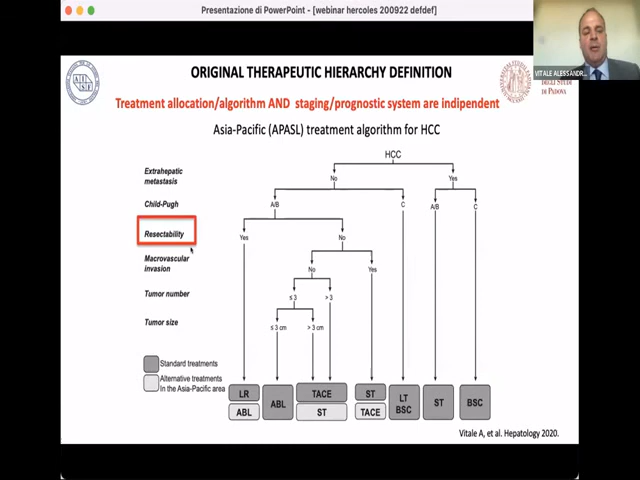 Presentazione di PowerPoint - [webinar hercoles 200922 defdef]
VITALE ALESSANDR...
ORIGINAL THERAPEUTIC HIERARCHY DEFINITION
DEGLI STUDI
DI PADOVA
Treatment allocation/algorithm AND staging/prognostic system are indipendent
Asia-Pacific (APASL) treatment algorithm for HCC
HCC
Extrahepatic
metastasis
No
Yes
Child-Pugh
A/B
C
A/B
C
Resectability
Yes
No
Macrovascular
invasion
No
Yes
Tumor number
≤ 3
> 3
Tumor size
≤ 3 cm
> 3 cm
Standard treatments
Alternative treatments
In the Asia-Pacific area
LR
ABL
ABL
TACE
ST
ST
TACE
LT
BSC
ST
BSC
Vitale A, et al. Hepatology 2020.